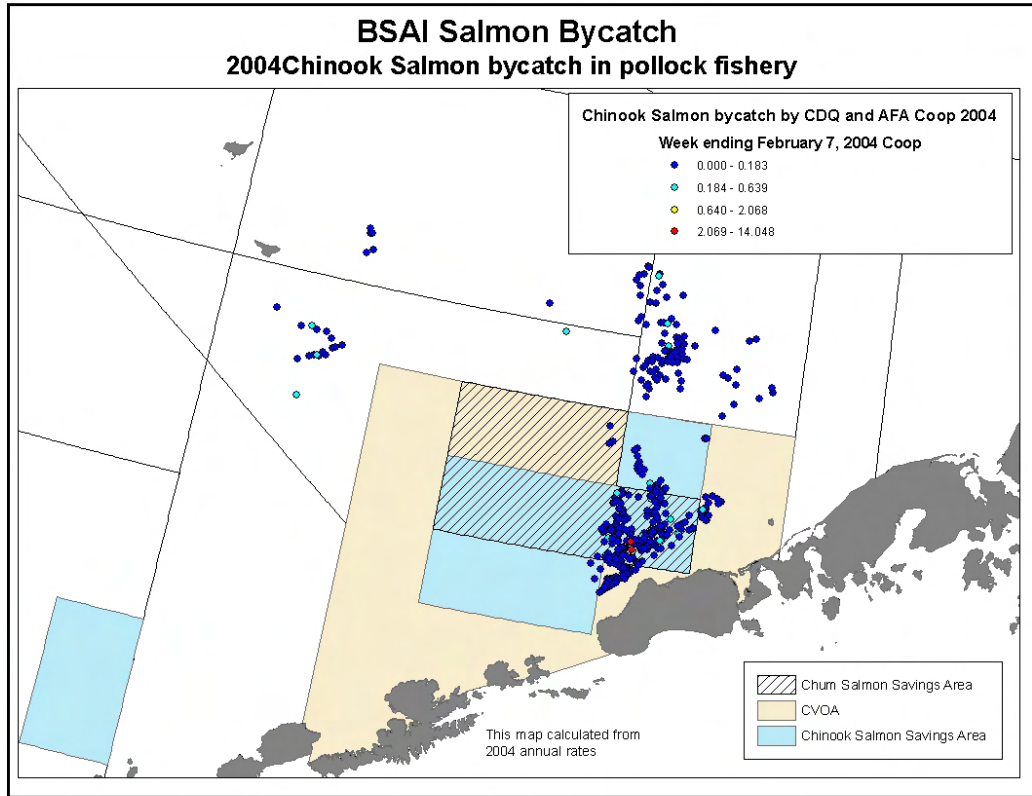 BSAI Salmon Bycatch
2004Chinook Salmon bycatch in pollock fishery
Chinook Salmon bycatch by CDQ and AFA Coop 2004
Week ending February 7, 2004 Coop
0.000 - 0.183
0.184 - 0.639
0.640 - 2.068
2.069 - 14.048
Chum Salmon Savings Area
CVOA
Chinook Salmon Savings Area
This map calculated from
2004 annual rates